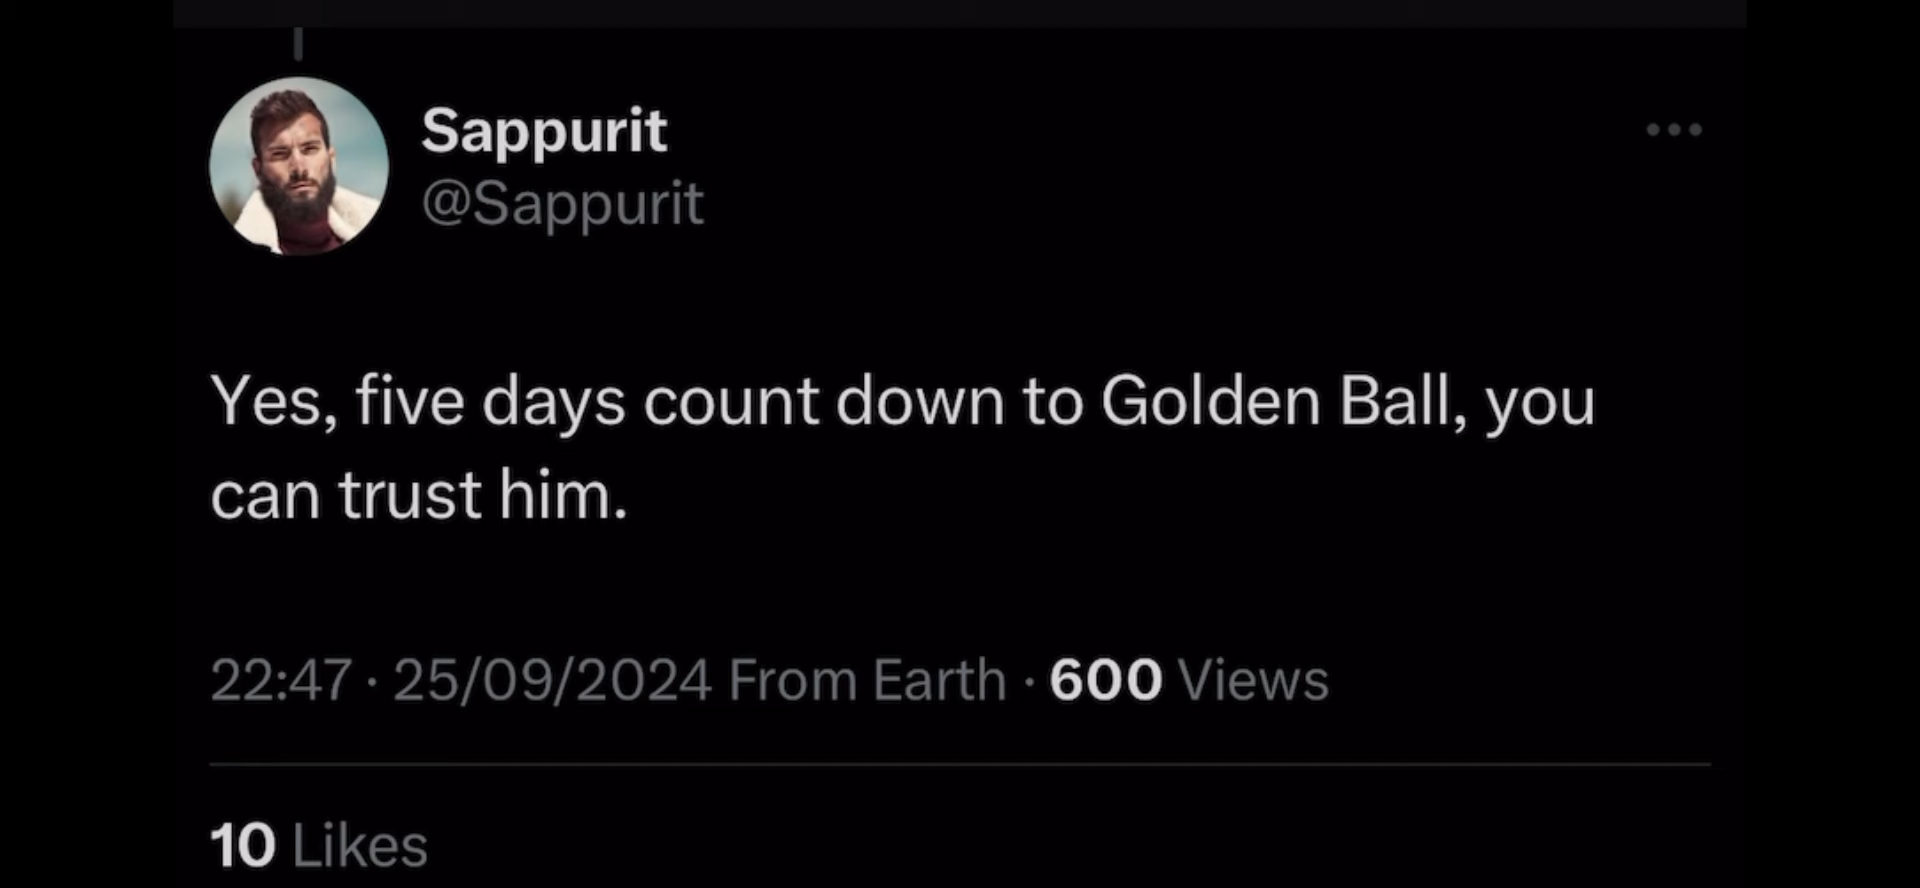 Sappurit
@Sappurit
Yes, five days count down to Golden Ball, you
can trust him.
22:47 · 25/09/2024 From Earth · 600 Views
10 Likes